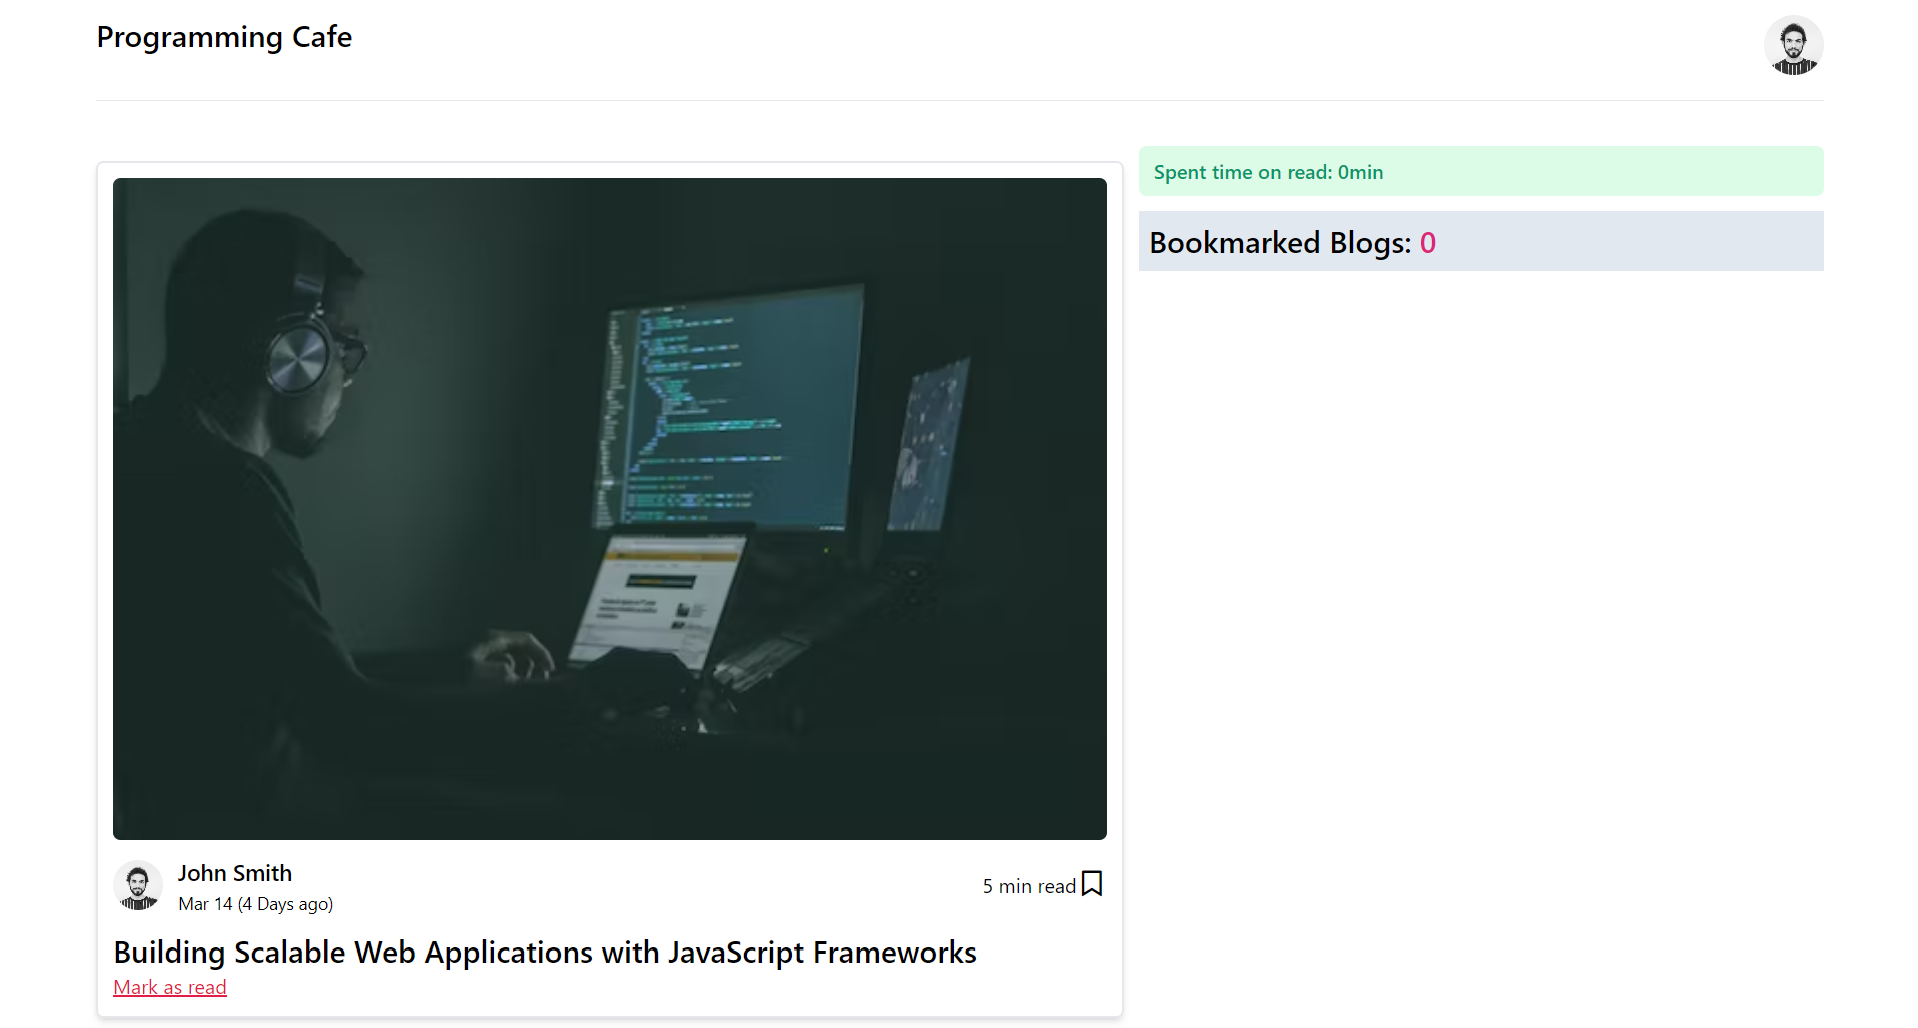 Programming Cafe
Spent time on read: 0min
Bookmarked Blogs: 0
John Smith
Mar 14 (4 Days ago)
5 min read
Building Scalable Web Applications with JavaScript Frameworks
Mark as read